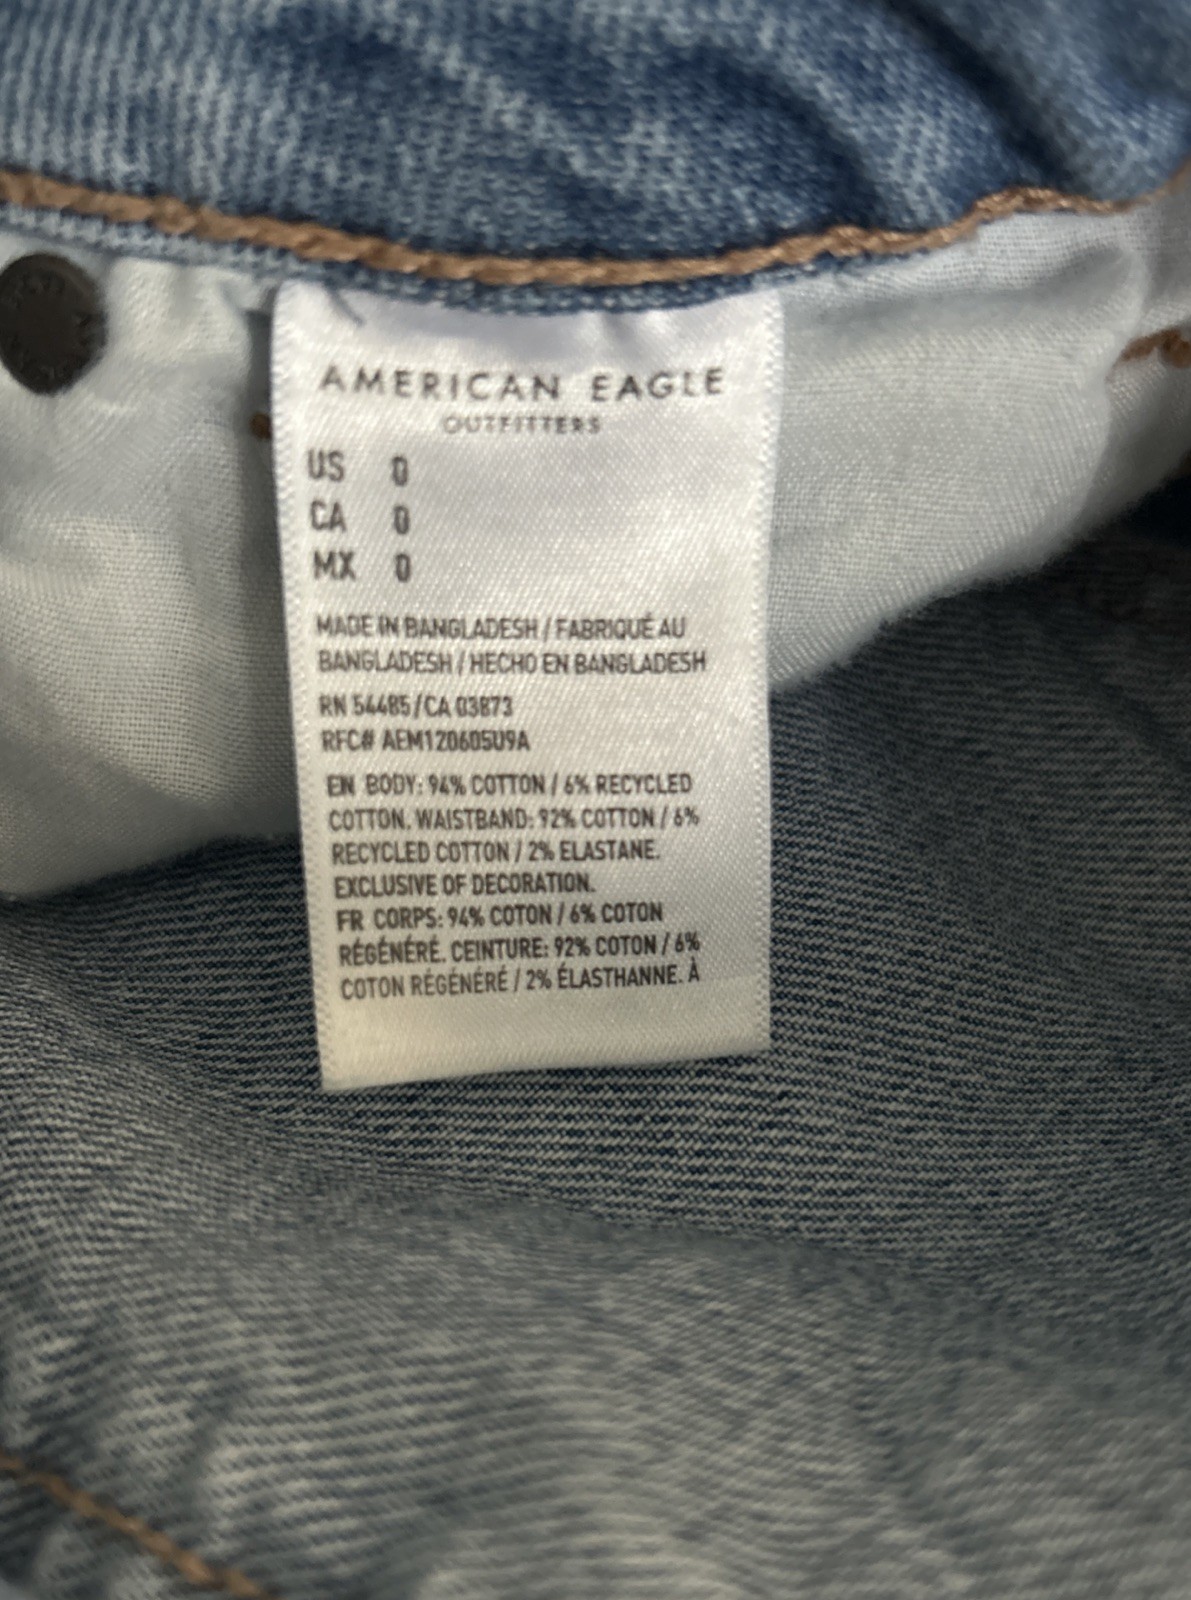 AMERICAN EAGLE
OUTFITTERS
US 0
CA 0
MX 0
MADE IN BANGLADESH / FABRIQUÉ AU
BANGLADESH / HECHO EN BANGLADESH
RN 54485 / CA 03873
RFC# AEM120605U9A
EN BODY: 94% COTTON / 6% RECYCLED
COTTON. WAISTBAND: 92% COTTON / 6%
RECYCLED COTTON / 2% ELASTANE.
EXCLUSIVE OF DECORATION.
FR CORPS: 94% COTON / 6% COTON
RÉGÉNÉRÉ. CEINTURE: 92% COTON / 6%
COTON RÉGÉNÉRÉ / 2% ÉLASTHANNE. À